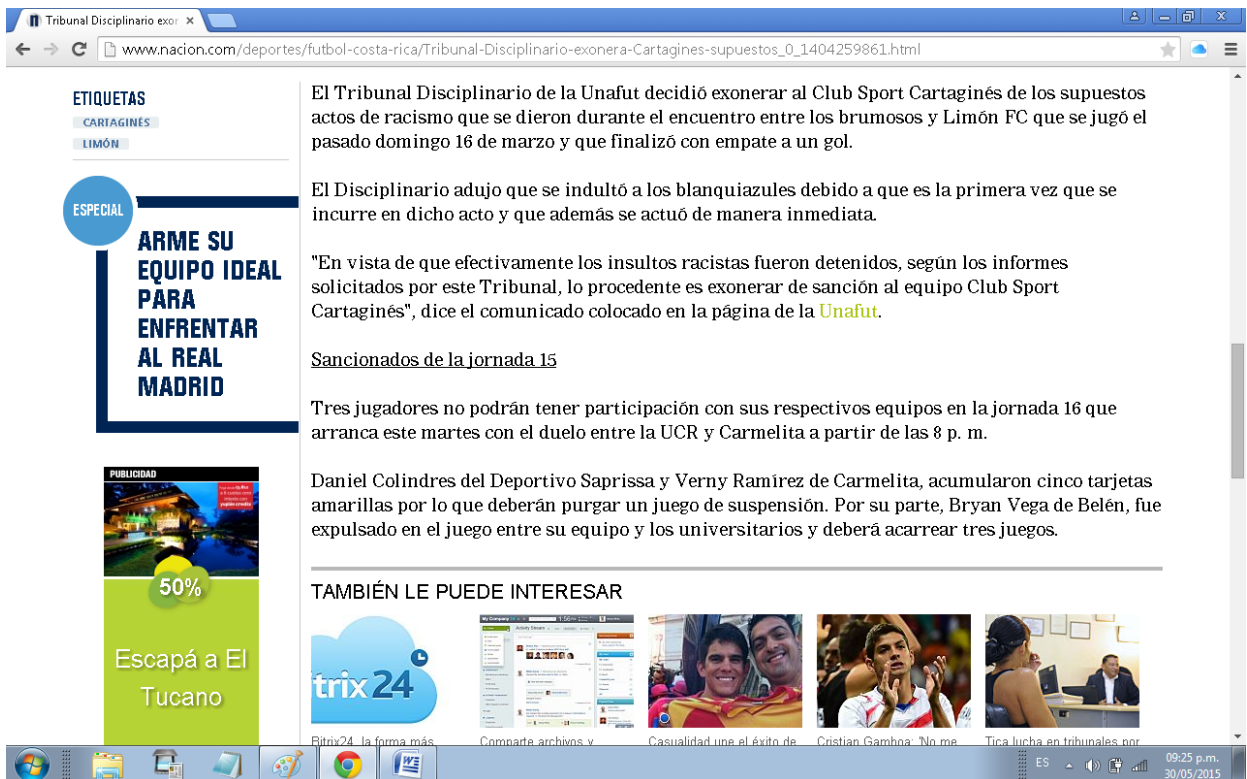 Tribunal Disciplinario exor
www.nacion.com/deportes/futbol-costa-rica/Tribunal-Disciplinario-exonera-Cartagines-supuestos_0_1404259861.html
ETIQUETAS
CARTAGINÉS
LIMÓN
ESPECIAL
ARME SU
EQUIPO IDEAL
PARA
ENFRENTAR
AL REAL
MADRID
PUBLICIDAD
50%
Escapá a El
Tucano
El Tribunal Disciplinario de la Unafut decidió exonerar al Club Sport Cartaginés de los supuestos
actos de racismo que se dieron durante el encuentro entre los brumosos y Limón FC que se jugó el
pasado domingo 16 de marzo y que finalizó con empate a un gol.
El Disciplinario adujo que se indultó a los blanquiazules debido a que es la primera vez que se
incurre en dicho acto y que además se actuó de manera inmediata.
"En vista de que efectivamente los insultos racistas fueron detenidos, según los informes
solicitados por este Tribunal, lo procedente es exonerar de sanción al equipo Club Sport
Cartaginés", dice el comunicado colocado en la página de la Unafut.
Sancionados de la jornada 15
Tres jugadores no podrán tener participación con sus respectivos equipos en la jornada 16 que
arranca este martes con el duelo entre la UCR y Carmelita a partir de las 8 p. m.
Daniel Colindres del Deportivo Saprissa y Verny Ramírez de Carmelita, acumularon cinco tarjetas
amarillas por lo que deberán purgar un juego de suspensión. Por su parte, Bryan Vega de Belén, fue
expulsado en el juego entre su equipo y los universitarios y deberá acarrear tres juegos.
TAMBIÉN LE PUEDE INTERESAR
trix 24
My Company
Activity Stream
1:56
Bitrix24, la forma más
Comparte archivos y
Casualidad une el éxito de
Cristian Gamboa: 'No me
Tica lucha en tribunales por
ES
09:25 p.m.
30/05/2015